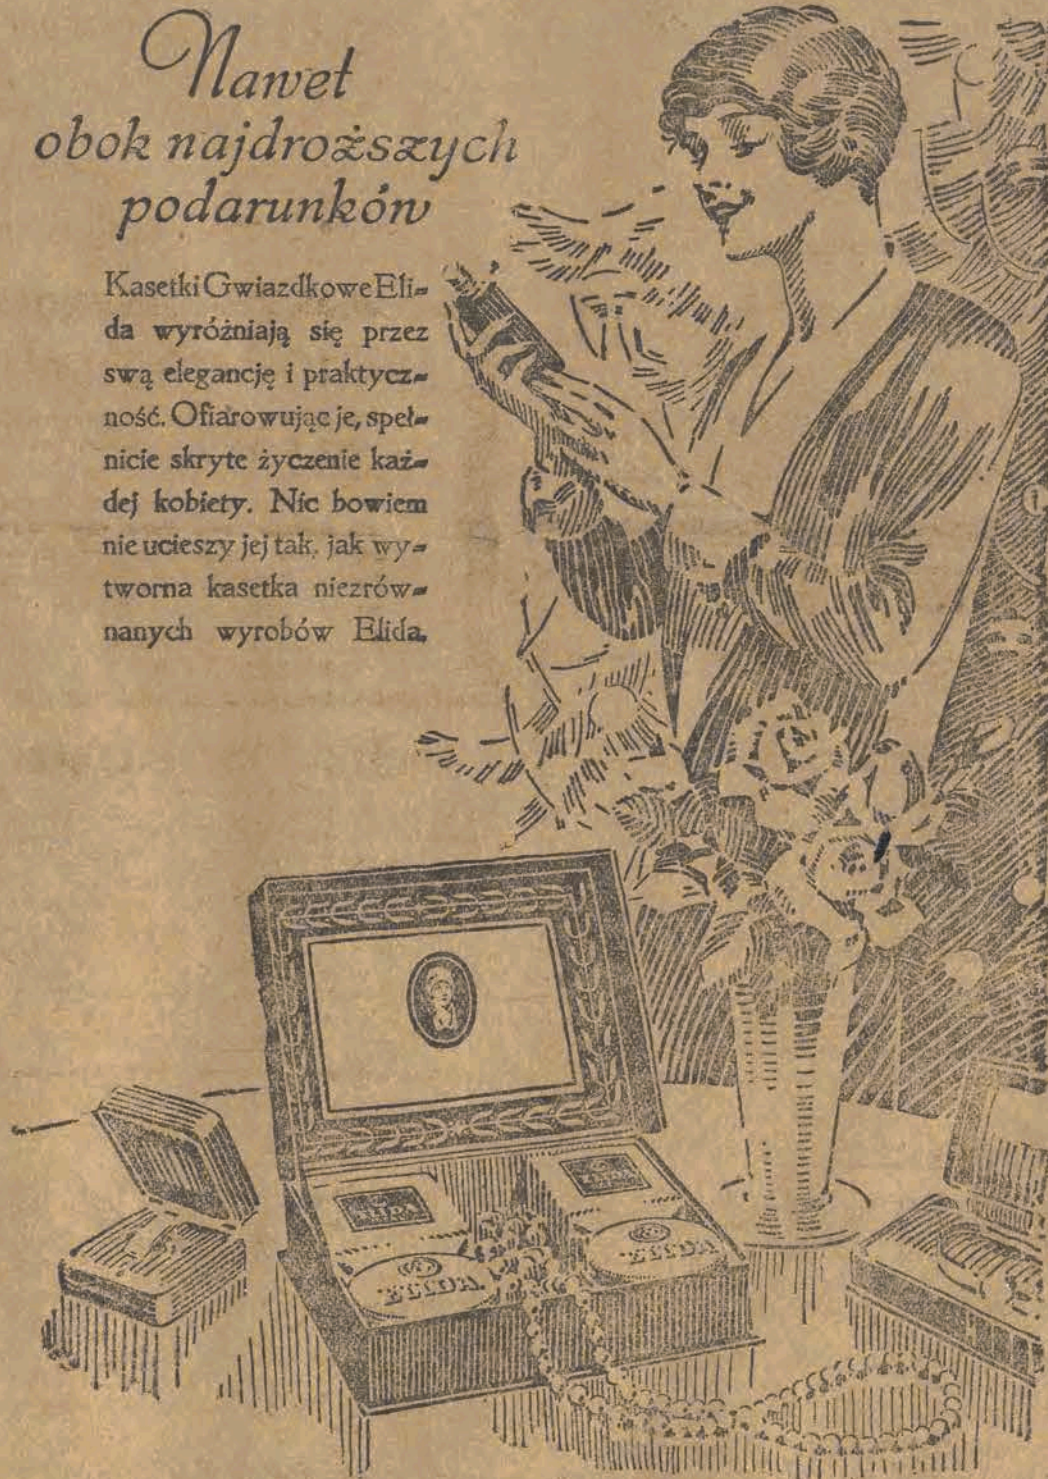 Nawet
obok najdroższych
podarunków
Kasetki Gwiazdkowe Eli-
da wyróżniają się przez
swą elegancję i praktycz-
ność. Ofiarowując je, speł-
nicie skryte życzenie każ-
dej kobiety. Nic bowiem
nie ucieszy jej tak, jak wy-
tworna kasetka niezrów-
nanych wyrobów Elida.
ELIDA
ELIDA